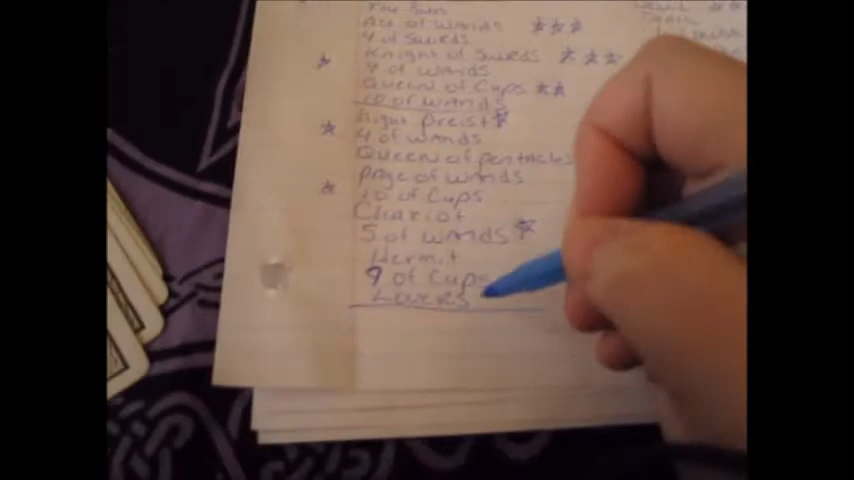 The Sun
Ace of Wands
4 of Swords
Knight of Swords
9 of Wands
Queen of Cups
10 of Wands
hight preist
4 of Wands
Queen of pentacles
page of Wands
10 of Cups
Chariot
5 of Wands
Hermit
9 of Cups
Lovers